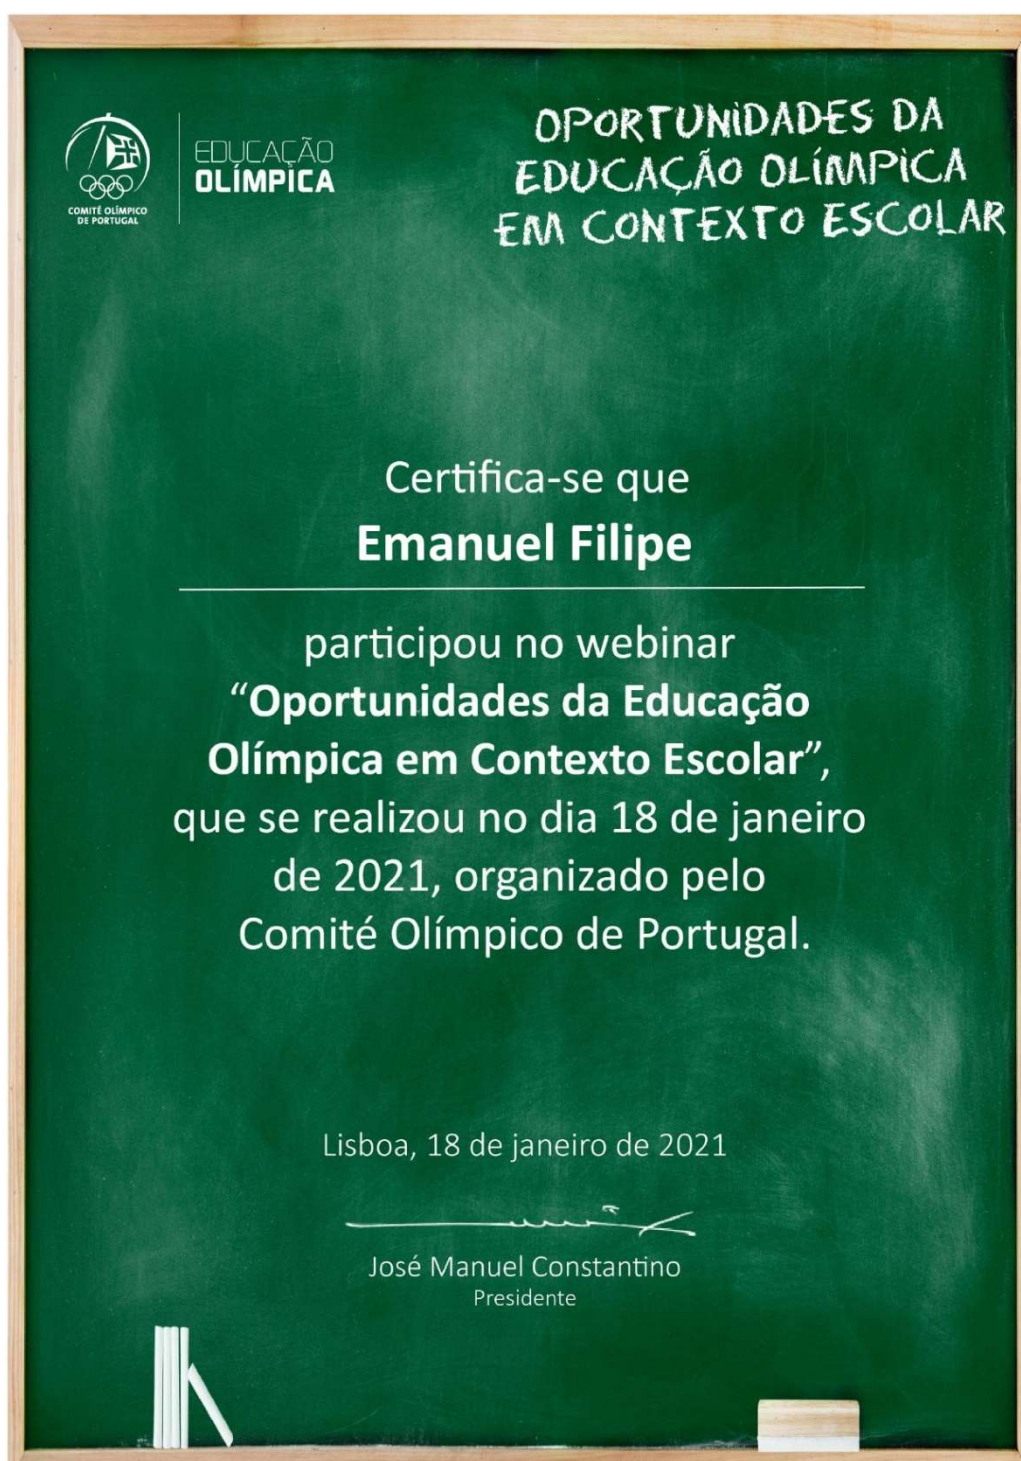 COMITÉ OLÍMPICO
DE PORTUGAL
EDUCAÇÃO
OLÍMPICA
OPORTUNIDADES DA
EDUCAÇÃO OLÍMPICA
EM CONTEXTO ESCOLAR
Certifica-se que
Emanuel Filipe
participou no webinar
“Oportunidades da Educação
Olímpica em Contexto Escolar”,
que se realizou no dia 18 de janeiro
de 2021, organizado pelo
Comité Olímpico de Portugal.
Lisboa, 18 de janeiro de 2021
José Manuel Constantino
Presidente